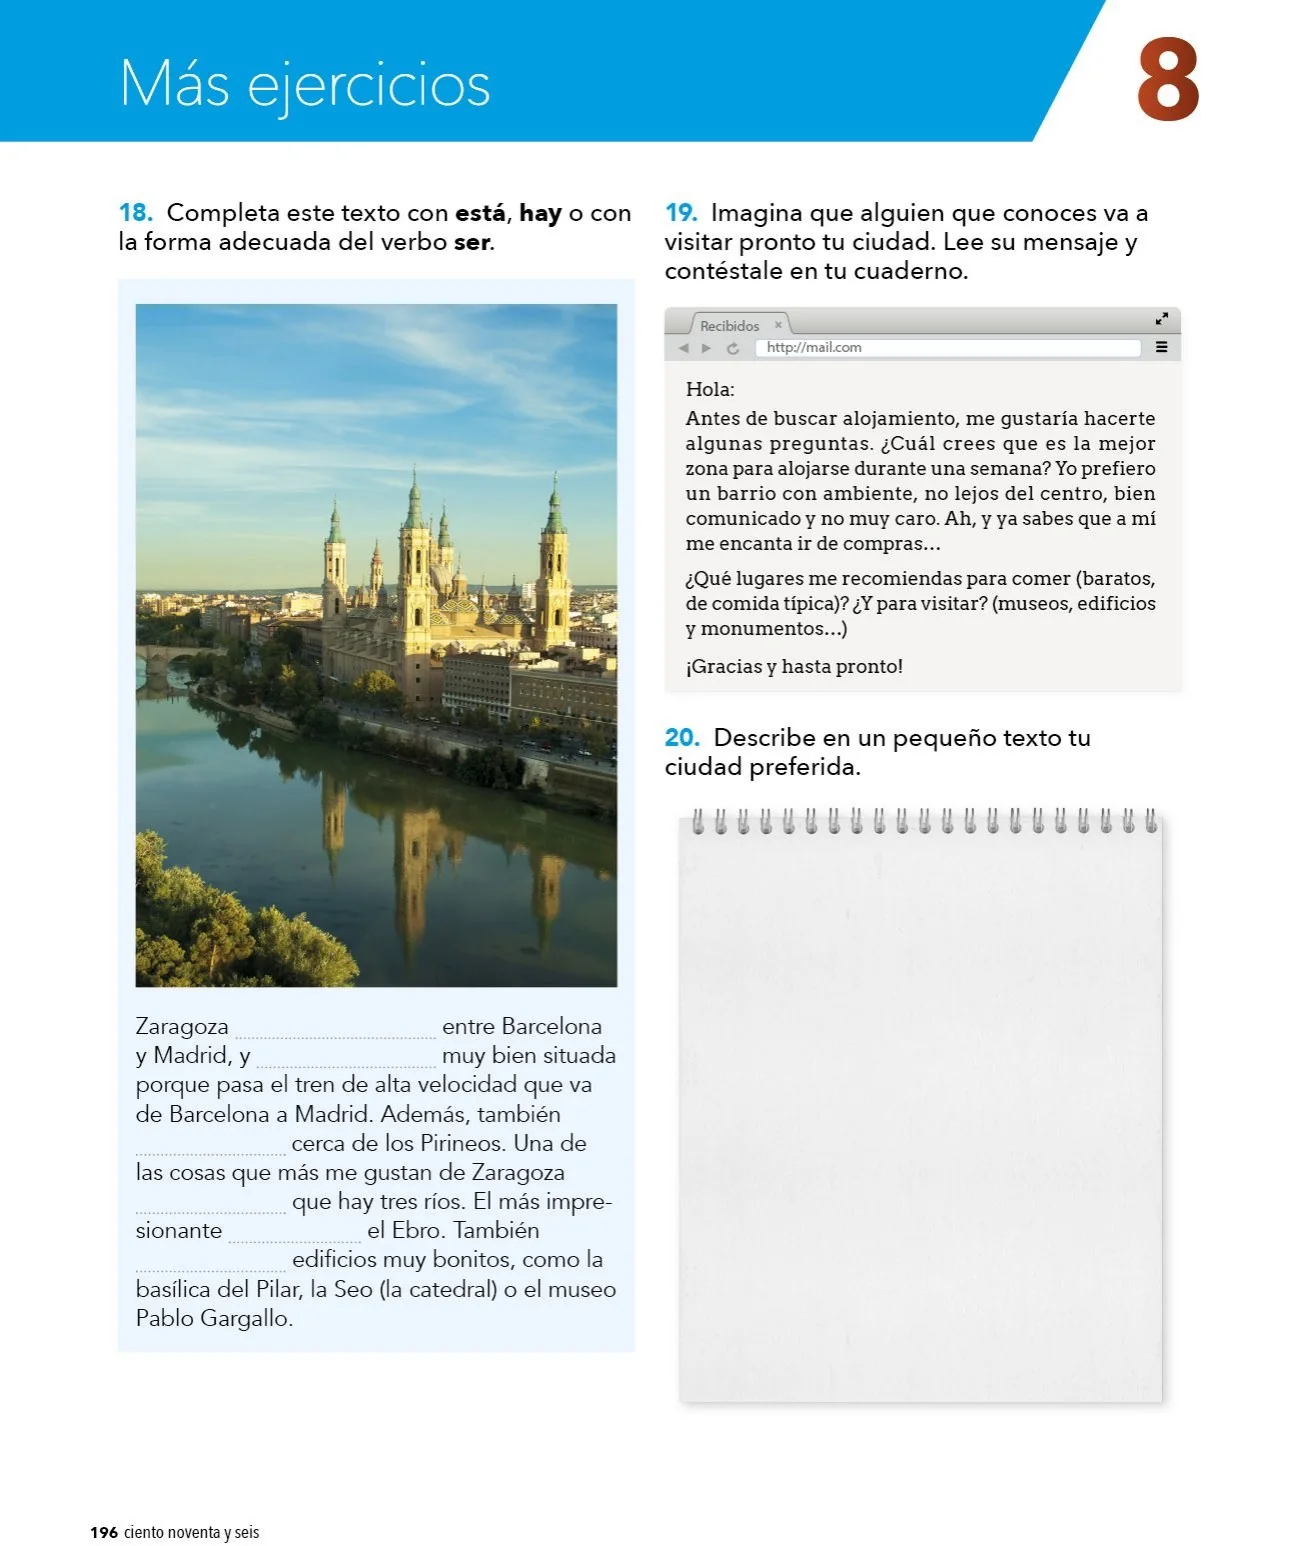 Más ejercicios
8
18. Completa este texto con está, hay o con
la forma adecuada del verbo ser.
Zaragoza entre Barcelona
y Madrid, y muy bien situada
porque pasa el tren de alta velocidad que va
de Barcelona a Madrid. Además, también
cerca de los Pirineos. Una de
las cosas que más me gustan de Zaragoza
que hay tres ríos. El más impre-
sionante el Ebro. También
edificios muy bonitos, como la
basílica del Pilar, la Seo (la catedral) o el museo
Pablo Gargallo.
19. Imagina que alguien que conoces va a
visitar pronto tu ciudad. Lee su mensaje y
contéstale en tu cuaderno.
Recibidos ×
http://mail.com
Hola:
Antes de buscar alojamiento, me gustaría hacerte
algunas preguntas. ¿Cuál crees que es la mejor
zona para alojarse durante una semana? Yo prefiero
un barrio con ambiente, no lejos del centro, bien
comunicado y no muy caro. Ah, y ya sabes que a mí
me encanta ir de compras...
¿Qué lugares me recomiendas para comer (baratos,
de comida típica)? ¿Y para visitar? (museos, edificios
y monumentos...)
¡Gracias y hasta pronto!
20. Describe en un pequeño texto tu
ciudad preferida.
196 ciento noventa y seis